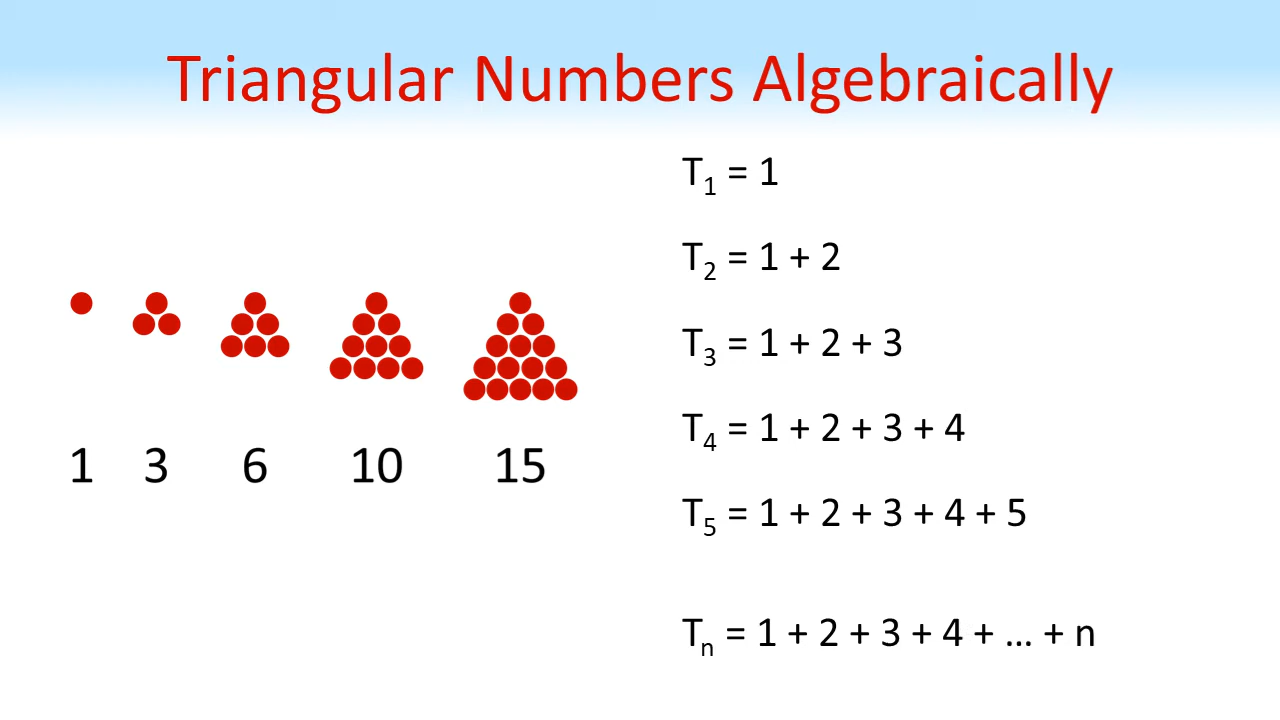 Triangular Numbers Algebraically
1 3 6 10 15
T₁ = 1
T₂ = 1 + 2
T₃ = 1 + 2 + 3
T₄ = 1 + 2 + 3 + 4
T₅ = 1 + 2 + 3 + 4 + 5
Tₙ = 1 + 2 + 3 + 4 + ... + n